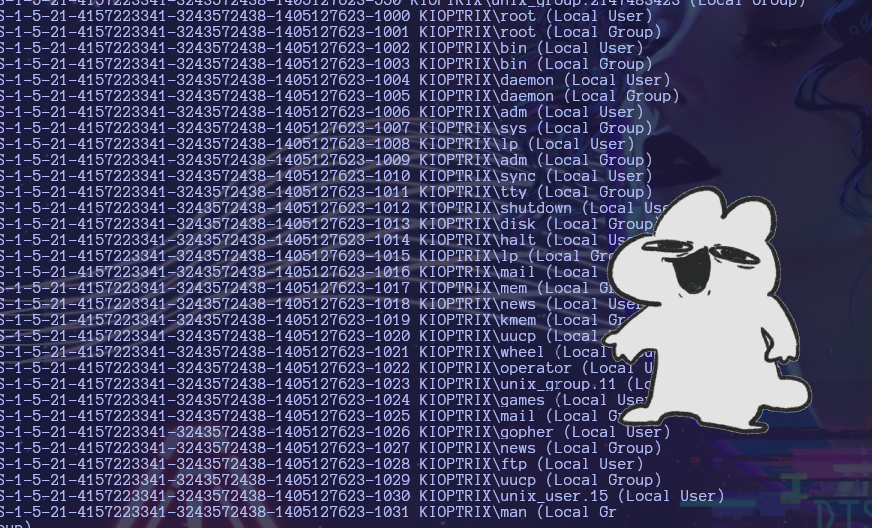 S-1-5-21-4157223341-3243572438-1405127623-550 KIOPTRIX\unix_group.2147483423 (Local Group)
S-1-5-21-4157223341-3243572438-1405127623-1000 KIOPTRIX\root (Local User)
S-1-5-21-4157223341-3243572438-1405127623-1001 KIOPTRIX\root (Local Group)
S-1-5-21-4157223341-3243572438-1405127623-1002 KIOPTRIX\bin (Local User)
S-1-5-21-4157223341-3243572438-1405127623-1003 KIOPTRIX\bin (Local Group)
S-1-5-21-4157223341-3243572438-1405127623-1004 KIOPTRIX\daemon (Local User)
S-1-5-21-4157223341-3243572438-1405127623-1005 KIOPTRIX\daemon (Local Group)
S-1-5-21-4157223341-3243572438-1405127623-1006 KIOPTRIX\adm (Local User)
S-1-5-21-4157223341-3243572438-1405127623-1007 KIOPTRIX\sys (Local Group)
S-1-5-21-4157223341-3243572438-1405127623-1008 KIOPTRIX\lp (Local User)
S-1-5-21-4157223341-3243572438-1405127623-1009 KIOPTRIX\adm (Local Group)
S-1-5-21-4157223341-3243572438-1405127623-1010 KIOPTRIX\sync (Local User)
S-1-5-21-4157223341-3243572438-1405127623-1011 KIOPTRIX\tty (Local Group)
S-1-5-21-4157223341-3243572438-1405127623-1012 KIOPTRIX\shutdown (Local Use
S-1-5-21-4157223341-3243572438-1405127623-1013 KIOPTRIX\disk (Local Group)
S-1-5-21-4157223341-3243572438-1405127623-1014 KIOPTRIX\halt (Local Us
S-1-5-21-4157223341-3243572438-1405127623-1015 KIOPTRIX\lp (Local Gr
S-1-5-21-4157223341-3243572438-1405127623-1016 KIOPTRIX\mail (Local
S-1-5-21-4157223341-3243572438-1405127623-1017 KIOPTRIX\mem (Local G
S-1-5-21-4157223341-3243572438-1405127623-1018 KIOPTRIX\news (Local User
S-1-5-21-4157223341-3243572438-1405127623-1019 KIOPTRIX\kmem (Local Gr
S-1-5-21-4157223341-3243572438-1405127623-1020 KIOPTRIX\uucp (Local
S-1-5-21-4157223341-3243572438-1405127623-1021 KIOPTRIX\wheel (Local
S-1-5-21-4157223341-3243572438-1405127623-1022 KIOPTRIX\operator (Local U
S-1-5-21-4157223341-3243572438-1405127623-1023 KIOPTRIX\unix_group.11 (Lo
S-1-5-21-4157223341-3243572438-1405127623-1024 KIOPTRIX\games (Local Use
S-1-5-21-4157223341-3243572438-1405127623-1025 KIOPTRIX\mail (Local G
S-1-5-21-4157223341-3243572438-1405127623-1026 KIOPTRIX\gopher (Local User)
S-1-5-21-4157223341-3243572438-1405127623-1027 KIOPTRIX\news (Local Group)
S-1-5-21-4157223341-3243572438-1405127623-1028 KIOPTRIX\ftp (Local User)
S-1-5-21-4157223341-3243572438-1405127623-1029 KIOPTRIX\uucp (Local Group)
S-1-5-21-4157223341-3243572438-1405127623-1030 KIOPTRIX\unix_user.15 (Local User)
S-1-5-21-4157223341-3243572438-1405127623-1031 KIOPTRIX\man (Local Gr
oup)